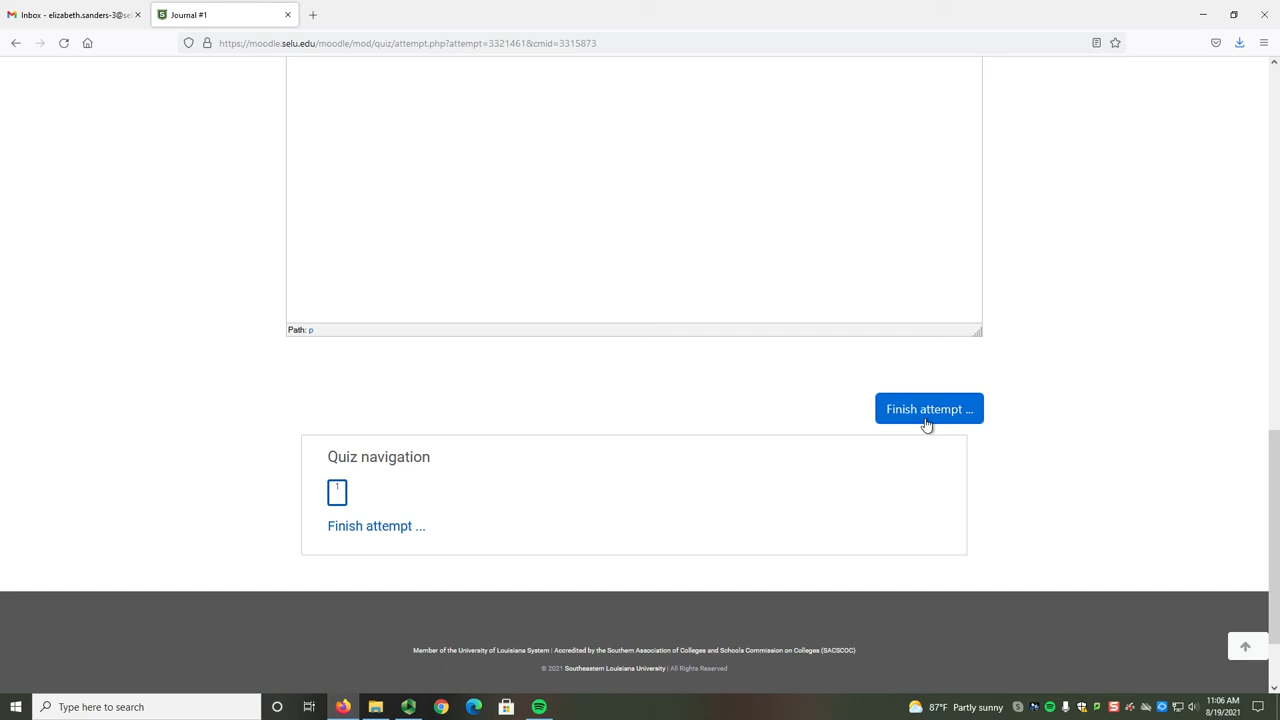 Inbox - elizabeth.sanders-3@sel
Journal #1
https://moodle.selu.edu/moodle/mod/quiz/attempt.php?attempt=3321461&cmid=3315873
Path: p
Finish attempt ...
Quiz navigation
1
Finish attempt ...
Member of the University of Louisiana System | Accredited by the Southern Association of Colleges and Schools Commission on Colleges (SACSCOC)
© 2021 Southeastern Louisiana University | All Rights Reserved
Type here to search
87°F Partly sunny
11:06 AM
8/19/2021